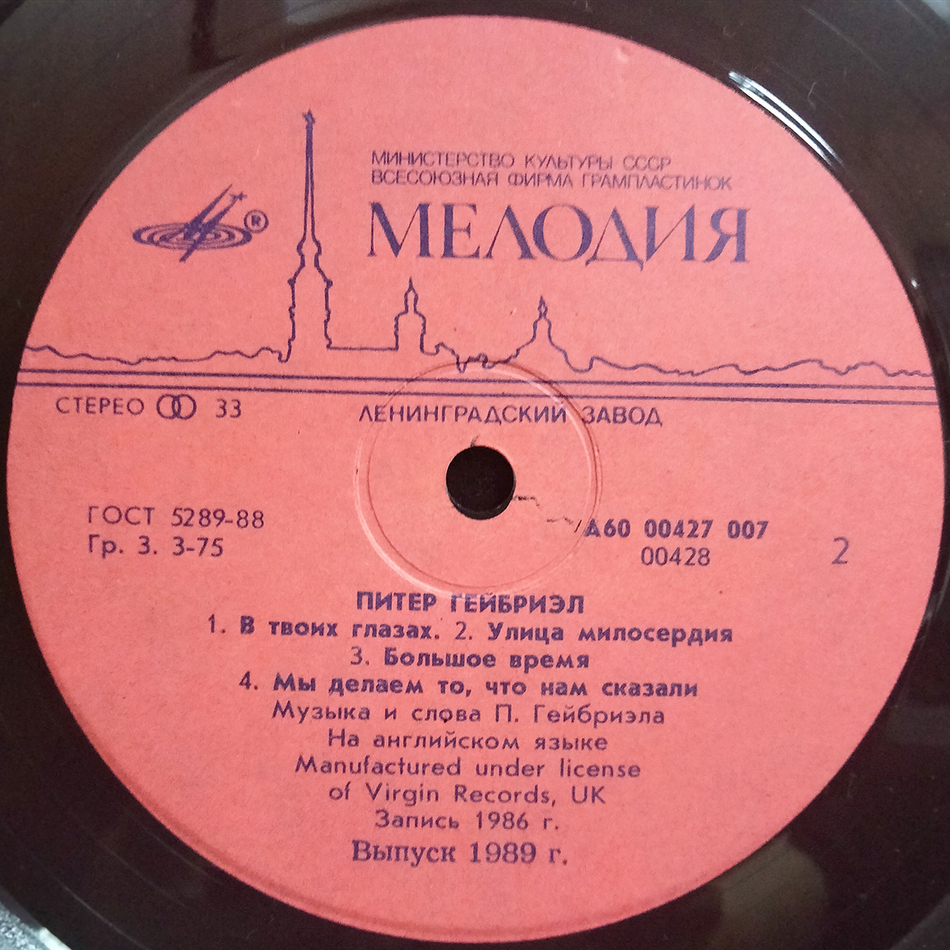 МИНИСТЕРСТВО КУЛЬТУРЫ СССР
ВСЕСОЮЗНАЯ ФИРМА ГРАМПЛАСТИНОК
®
МЕЛОДИЯ
СТЕРЕО 33
ЛЕНИНГРАДСКИЙ ЗАВОД
ГОСТ 5289-88
Гр. 3. 3-75
А60 00427 007
00428
2
ПИТЕР ГЕЙБРИЭЛ
1. В твоих глазах. 2. Улица милосердия
3. Большое время
4. Мы делаем то, что нам сказали
Музыка и слова П. Гейбриэла
На английском языке
Manufactured under license
of Virgin Records, UK
Запись 1986 г.
Выпуск 1989 г.